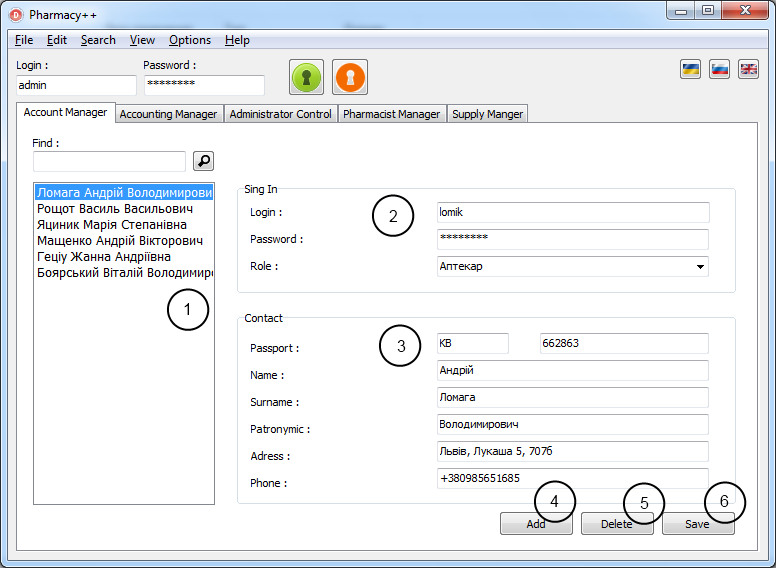 Pharmacy++
File Edit Search View Options Help
Login : Password :
admin ********
Account Manager Accounting Manager Administrator Control Pharmacist Manager Supply Manger
Find :
Ломага Андрій Володимирови
Рощот Василь Васильович
Яциник Марія Степанівна
Мащенко Андрій Вікторович
Геціу Жанна Андріївна
Боярський Віталій Володимир
1
Sing In
2
Login : lomik
Password : ********
Role : Аптекар
Contact
3
Passport : КВ 662863
Name : Андрій
Surname : Ломага
Patronymic : Володимирович
Adress : Львів, Лукаша 5, 707б
Phone : +380985651685
4 5 6
Add Delete Save